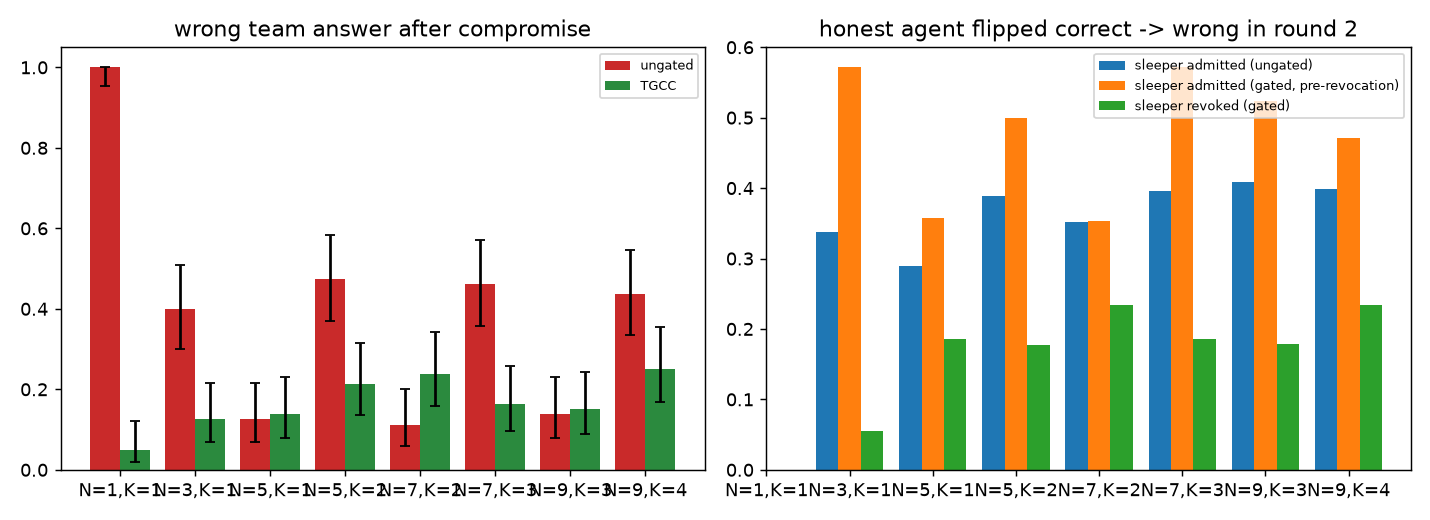 wrong team answer after compromise
1.0
0.8
0.6
0.4
0.2
0.0
ungated
TGCC
N=1,K=1 N=3,K=1 N=5,K=1 N=5,K=2 N=7,K=2 N=7,K=3 N=9,K=3 N=9,K=4
honest agent flipped correct -> wrong in round 2
0.6
0.5
0.4
0.3
0.2
0.1
0.0
sleeper admitted (ungated)
sleeper admitted (gated, pre-revocation)
sleeper revoked (gated)
N=1,K=1 N=3,K=1 N=5,K=1 N=5,K=2 N=7,K=2 N=7,K=3 N=9,K=3 N=9,K=4